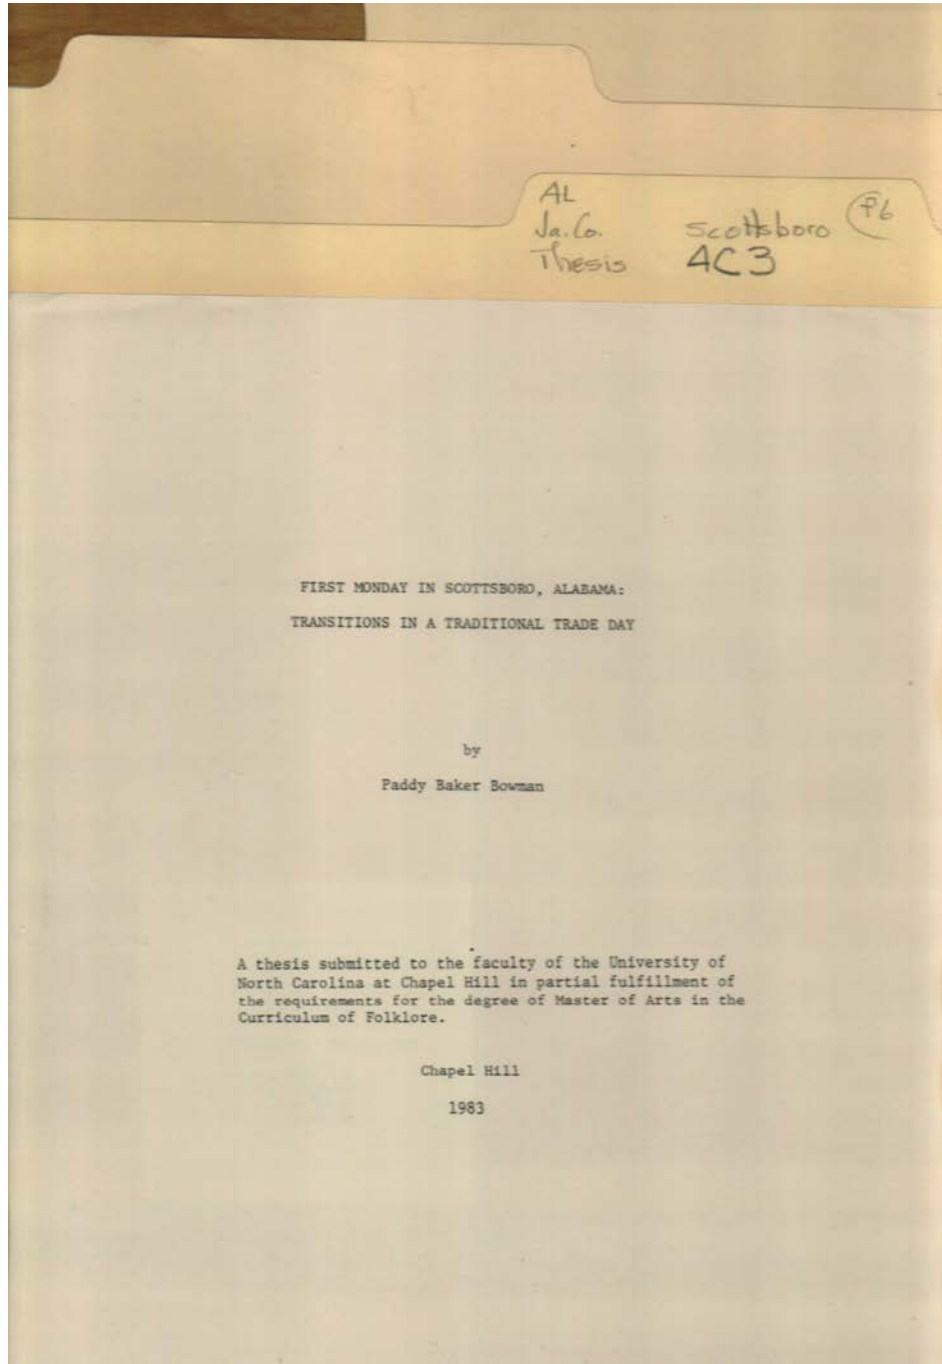 AL
Ja. Co. Scottsboro
Thesis 4C3
FIRST MONDAY IN SCOTTSBORO, ALABAMA:
TRANSITIONS IN A TRADITIONAL TRADE DAY
by
Paddy Baker Bowman
A thesis submitted to the faculty of the University of
North Carolina at Chapel Hill in partial fulfillment of
the requirements for the degree of Master of Arts in the
Curriculum of Folklore.
Chapel Hill
1983